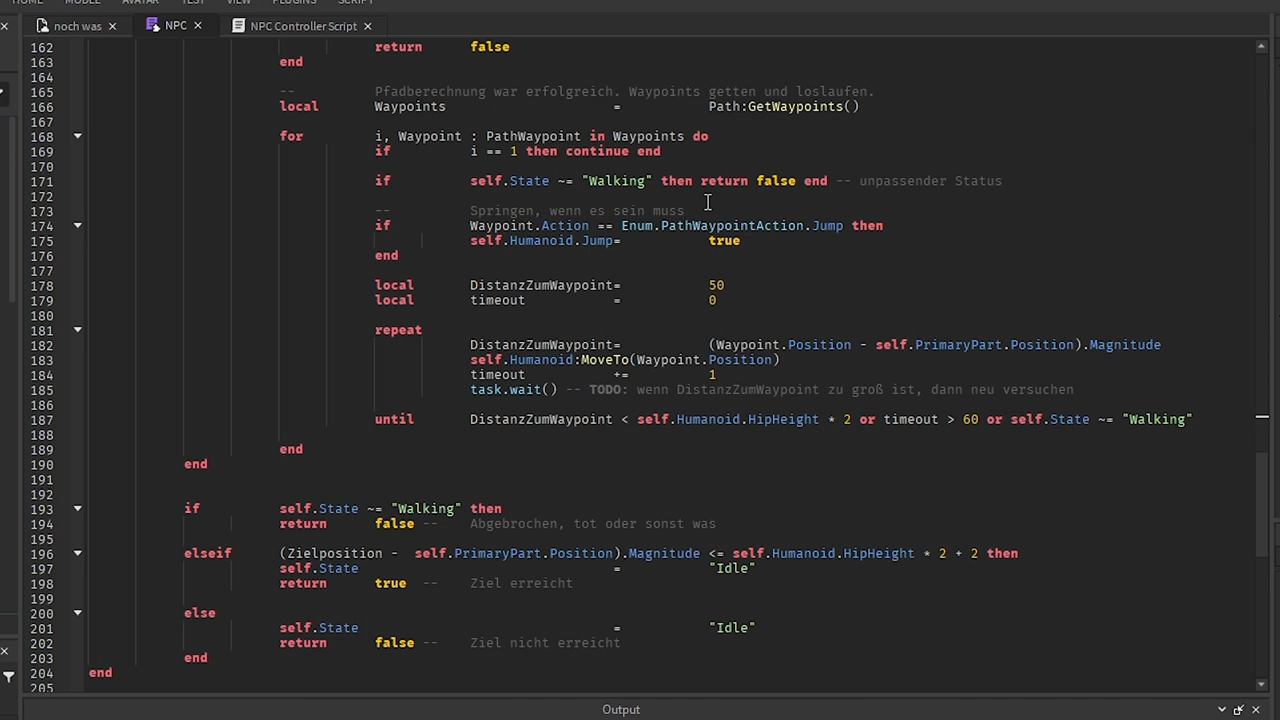 HOME MODEL AVATAR TEST VIEW PLUGINS SCRIPT
noch was NPC NPC Controller Script
162 return false
163 end
164
165 -- Pfadberechnung war erfolgreich. Waypoints getten und loslaufen.
166 local Waypoints = Path:GetWaypoints()
167
168 for i, Waypoint : PathWaypoint in Waypoints do
169 if i == 1 then continue end
170
171 if self.State ~= "Walking" then return false end -- unpassender Status
172
173 -- Springen, wenn es sein muss
174 if Waypoint.Action == Enum.PathWaypointAction.Jump then
175 self.Humanoid.Jump= true
176 end
177
178 local DistanzZumWaypoint= 50
179 local timeout = 0
180
181 repeat
182 DistanzZumWaypoint= (Waypoint.Position - self.PrimaryPart.Position).Magnitude
183 self.Humanoid:MoveTo(Waypoint.Position)
184 timeout += 1
185 task.wait() -- TODO: wenn DistanzZumWaypoint zu groß ist, dann neu versuchen
186
187 until DistanzZumWaypoint < self.Humanoid.HipHeight * 2 or timeout > 60 or self.State ~= "Walking"
188
189 end
190 end
191
192
193 if self.State ~= "Walking" then
194 return false -- Abgebrochen, tot oder sonst was
195
196 elseif (Zielposition - self.PrimaryPart.Position).Magnitude <= self.Humanoid.HipHeight * 2 + 2 then
197 self.State = "Idle"
198 return true -- Ziel erreicht
199
200 else
201 self.State = "Idle"
202 return false -- Ziel nicht erreicht
203 end
204 end
205
Output